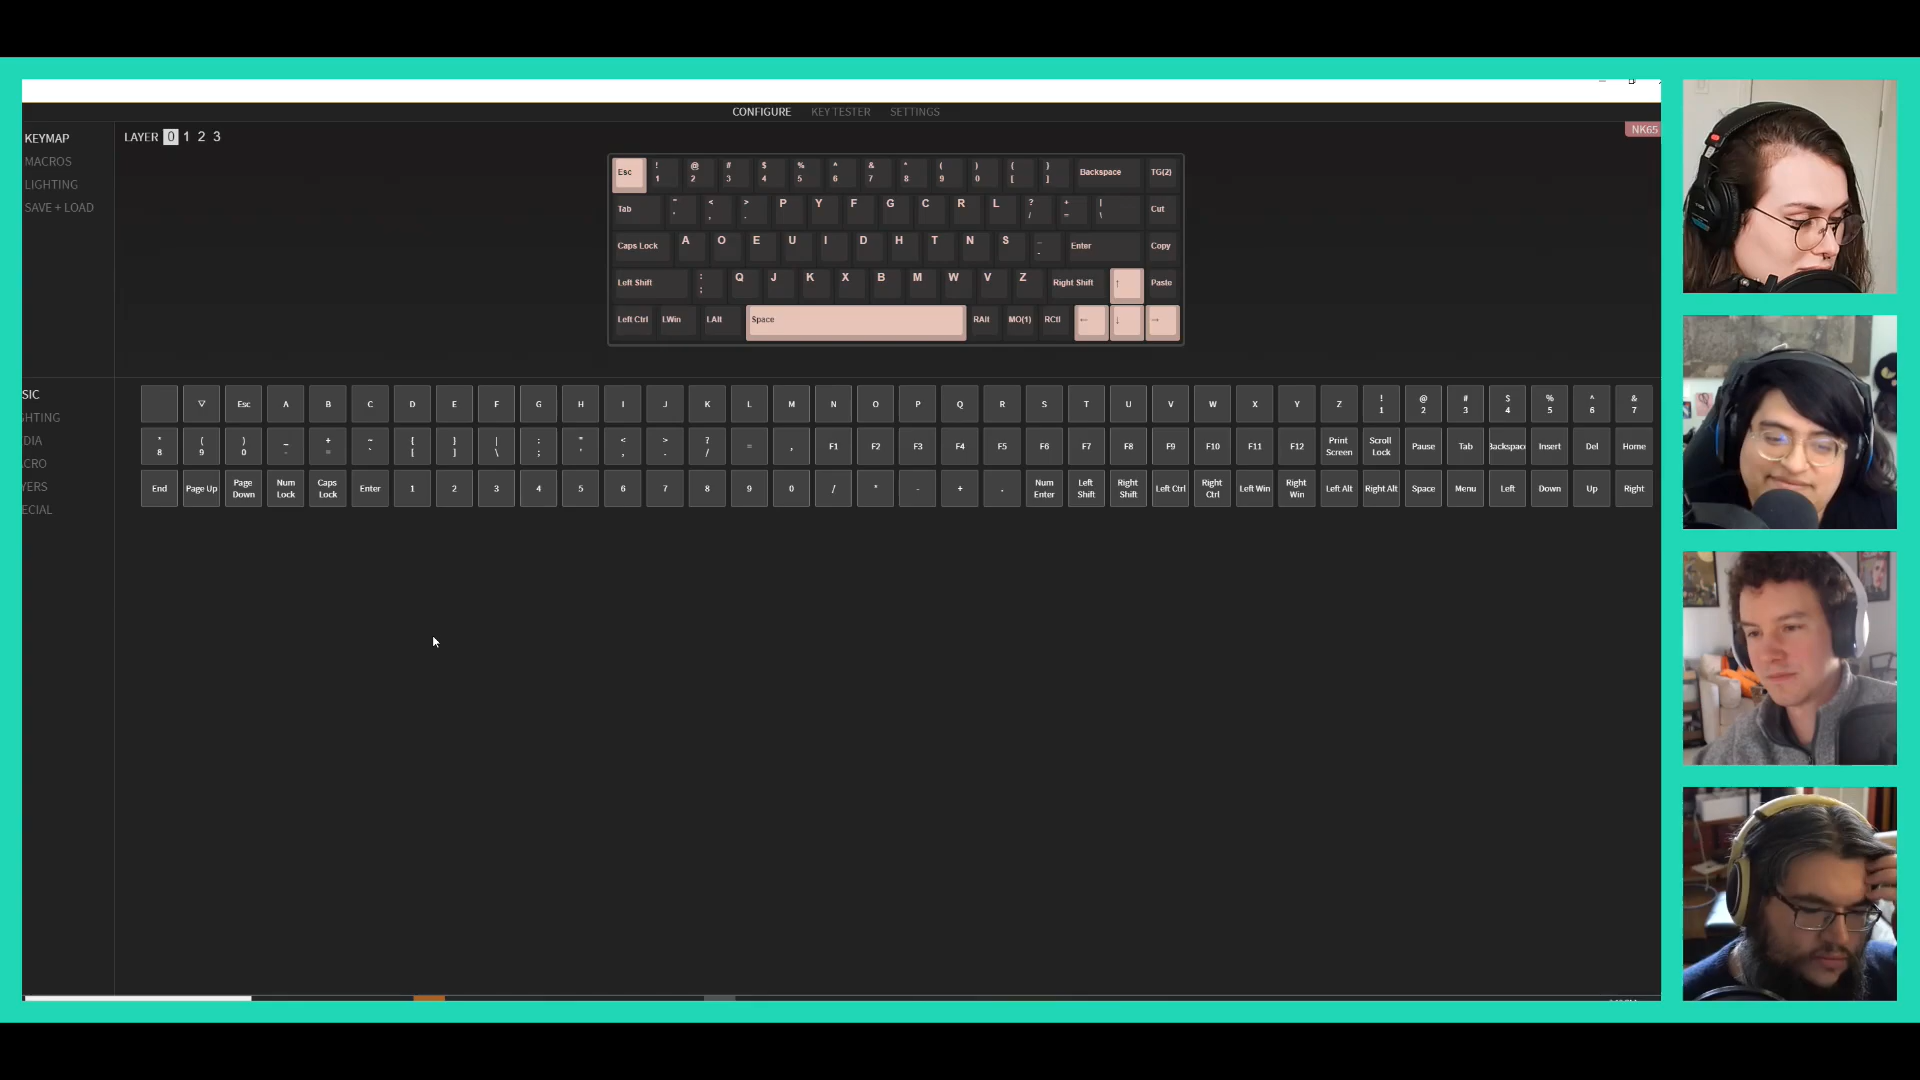 CONFIGURE KEY TESTER SETTINGS
KEYMAP
MACROS
LIGHTING
SAVE + LOAD
LAYER 0 1 2 3
NK65
Esc ! 1 @ 2 # 3 $ 4 % 5 ^ 6 & 7 * 8 ( 9 ) 0 { [ } ] Backspace TG(2)
Tab " ' < , > . P Y F G C R L ? / + = | \ Cut
Caps Lock A O E U I D H T N S _ - Enter Copy
Left Shift : ; Q J K X B M W V Z Right Shift ↑ Paste
Left Ctrl LWin LAlt Space RAlt MO(1) RCtl ← ↓ →
SIC
GHTING
DIA
CRO
YERS
ECIAL
▽ Esc A B C D E F G H I J K L M N O P Q R S T U V W X Y Z ! 1 @ 2 # 3 $ 4 % 5 ^ 6 & 7
* 8 ( 9 ) 0 _ - + = ~ ` { [ } ] | \ : ; " ' < , > . ? / = , F1 F2 F3 F4 F5 F6 F7 F8 F9 F10 F11 F12 Print Screen Scroll Lock Pause Tab Backspace Insert Del Home
End Page Up Page Down Num Lock Caps Lock Enter 1 2 3 4 5 6 7 8 9 0 / * - + . Num Enter Left Shift Right Shift Left Ctrl Right Ctrl Left Win Right Win Left Alt Right Alt Space Menu Left Down Up Right